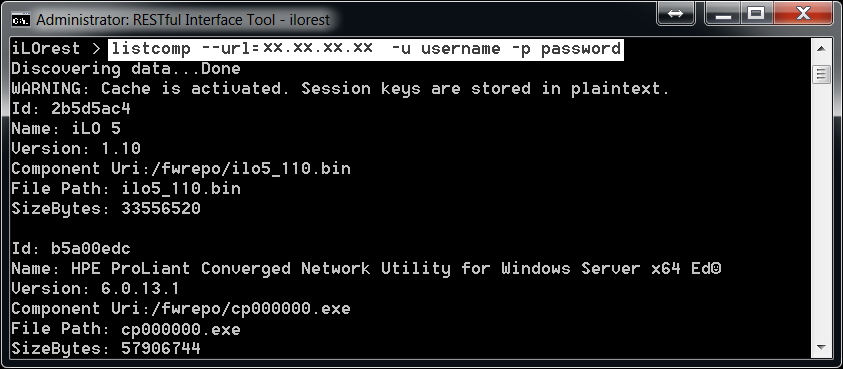 Administrator: RESTful Interface Tool - ilorest
iLOrest > listcomp --url=xx.xx.xx.xx -u username -p password
Discovering data...Done
WARNING: Cache is activated. Session keys are stored in plaintext.
Id: 2b5d5ac4
Name: iLO 5
Version: 1.10
Component Uri:/fwrepo/ilo5_110.bin
File Path: ilo5_110.bin
SizeBytes: 33556520
Id: b5a00edc
Name: HPE ProLiant Converged Network Utility for Windows Server x64 Ed0
Version: 6.0.13.1
Component Uri:/fwrepo/cp000000.exe
File Path: cp000000.exe
SizeBytes: 57906744